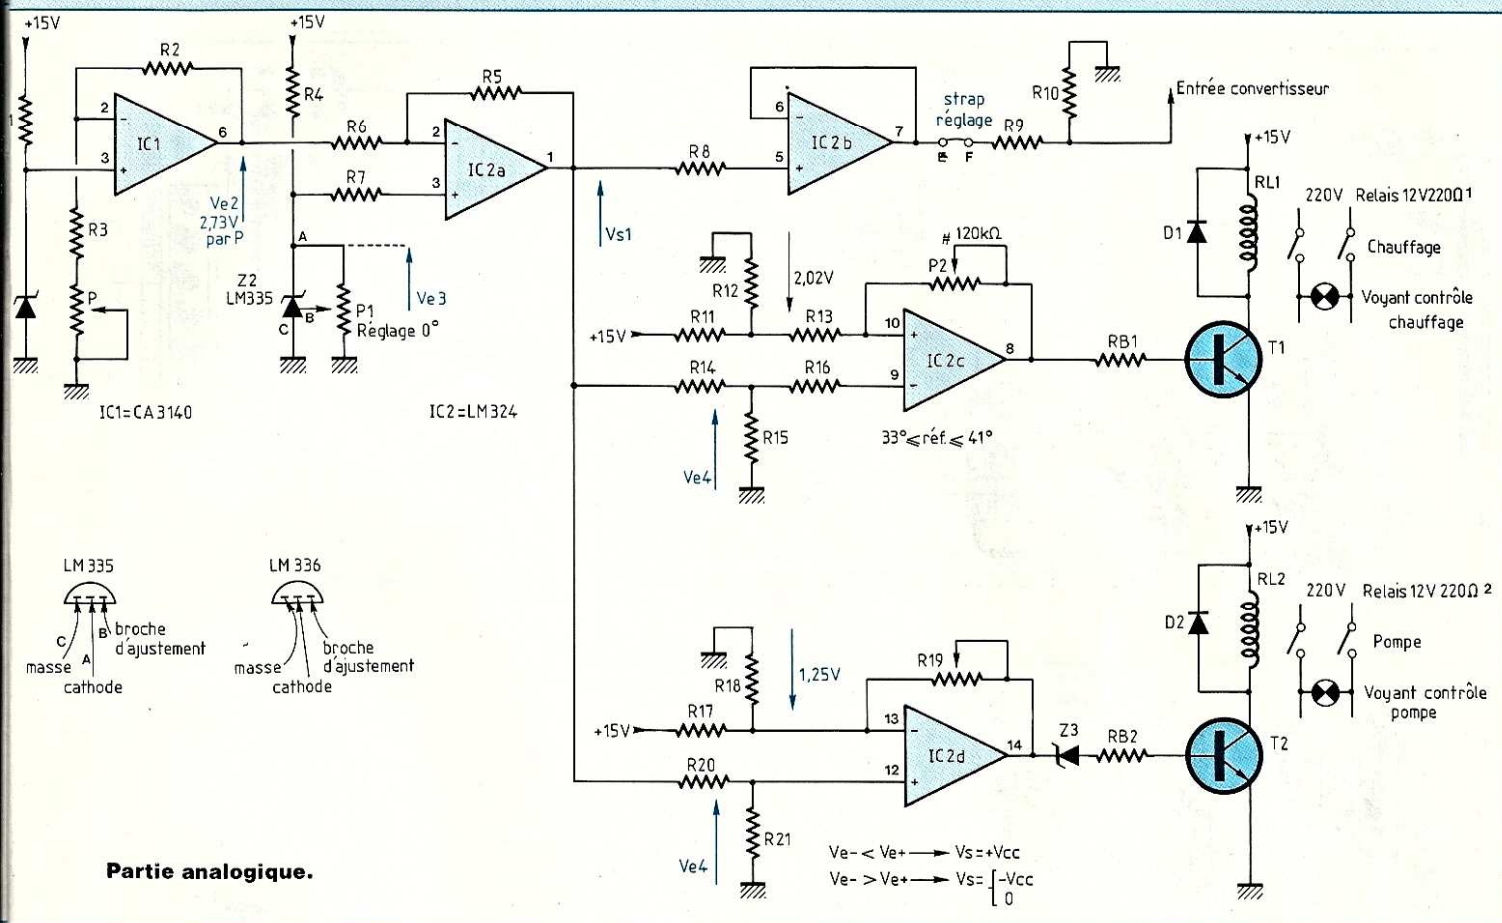 +15V
+15V
R2
R4
R5
2
IC1
6
3
R6
R7
2
IC2a
1
3
Ve2
2,73V
par P
R3
P
A
Z2
LM335
C
B
P1
Réglage 0°
Ve3
IC1=CA3140
IC2=LM324
R8
Vs1
6
IC2b
7
5
strap
réglage
E
F
R9
R10
Entrée convertisseur
+15V
RL1
D1
220V
Relais 12V220Ω 1
Chauffage
Voyant contrôle
chauffage
T1
R12
2,02V
# 120kΩ
P2
+15V
R11
R13
10
IC2c
8
9
R14
R16
R15
Ve4
33°≤réf.≤41°
RB1
LM335
C
B
A
broche
d'ajustement
masse
cathode
LM336
broche
d'ajustement
masse
cathode
+15V
RL2
D2
220V
Relais 12V 220Ω 2
Pompe
Voyant contrôle
pompe
T2
R18
1,25V
R19
+15V
R17
13
IC2d
14
12
Z3
RB2
R20
R21
Ve4
Ve- < Ve+ → Vs=+Vcc
Ve- > Ve+ → Vs={-Vcc
0
Partie analogique.